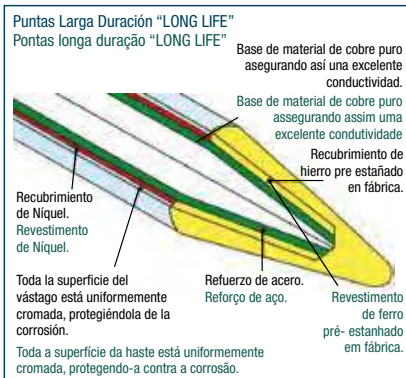 Puntas Larga Duración “LONG LIFE”
Pontas longa duração “LONG LIFE”
Base de material de cobre puro
asegurando así una excelente
conductividad.
Base de material de cobre puro
assegurando assim uma
excelente condutividade
Recubrimiento de
hierro pre estañado
en fábrica.
Recubrimiento
de Níquel.
Revestimento
de Níquel.
Toda la superficie del
vástago está uniformemente
cromada, protegiéndola de la
corrosión.
Refuerzo de acero.
Reforço de aço.
Revestimento
de ferro
pré- estanhado
em fábrica.
Toda a superfície da haste está uniformemente
cromada, protegendo-a contra a corrosão.